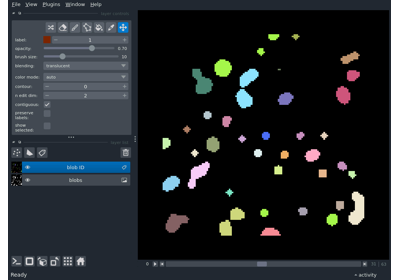 File View Plugins Window Help
label: 1
opacity: 0.70
brush size: 10
blending: translucent
color mode: auto
contour: 0
n edit dim: 2
contiguous:
preserve labels:
show selected:
blob ID
blobs
0
Ready
activity